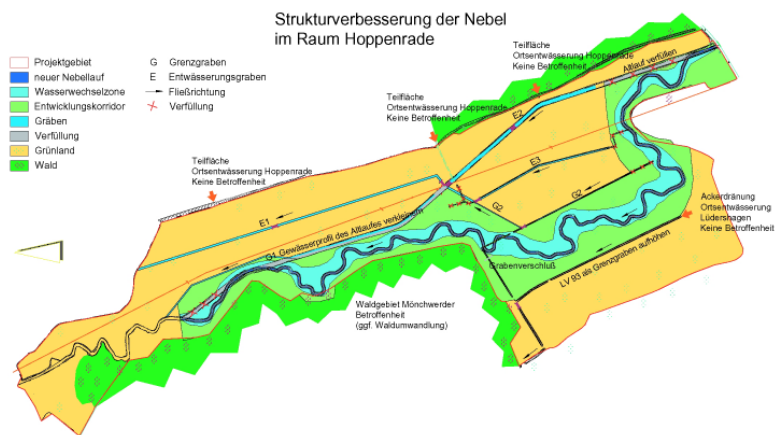 Strukturverbesserung der Nebel
im Raum Hoppenrade
Projektgebiet
neuer Nebellauf
Wasserwechselzone
Entwicklungskorridor
Gräben
Verfüllung
Grünland
Wald
G Grenzgraben
E Entwässerungsgraben
Fließrichtung
Verfüllung
Teilfläche
Ortsentwässerung Hoppenrade
Keine Betroffenheit
Altlauf verfüllen
Teilfläche
Ortsentwässerung Hoppenrade
Keine Betroffenheit
E2
Teilfläche
Ortsentwässerung Hoppenrade
Keine Betroffenheit
E3
G2
G2
E1
G1 Gewässerprofil des Altlaufes verkleinern
Ackerdränung
Ortsentwässerung
Lüdershagen
Keine Betroffenheit
Grabenverschluß
LV 93 als Grenzgraben aufhöhen
Waldgebiet Mönchwerder
Betroffenheit
(ggf. Waldumwandlung)